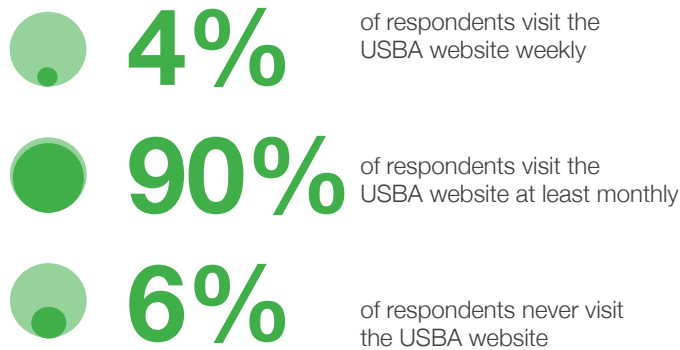 4%
of respondents visit the
USBA website weekly
90%
of respondents visit the
USBA website at least monthly
6%
of respondents never visit
the USBA website